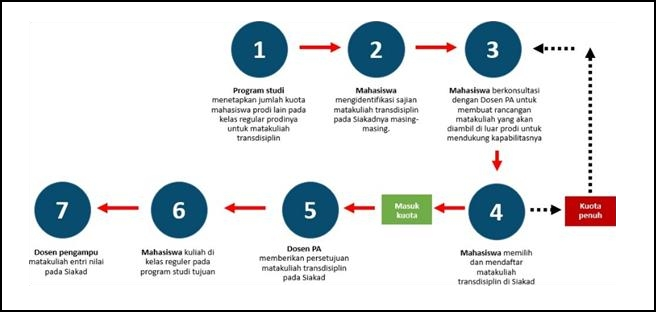 1
2
3
Program studi
menetapkan jumlah kuota
mahasiswa prodi lain pada
kelas regular prodinya
untuk matakuliah
transdisiplin
Mahasiswa
mengidentifikasi sajian
matakuliah transdisiplin
pada Siakadnya masing-
masing.
Mahasiswa berkonsultasi
dengan Dosen PA untuk
membuat rancangan
matakuliah yang akan
diambil di luar prodi untuk
mendukung kapabilitasnya
4
Kuota
penuh
Masuk
kuota
5
6
7
Mahasiswa memilih
dan mendaftar
matakuliah
transdisiplin di Siakad
Dosen PA
memberikan persetujuan
matakuliah transdisiplin
pada Siakad
Mahasiswa kuliah di
kelas reguler pada
program studi tujuan
Dosen pengampu
matakuliah entri nilai
pada Siakad